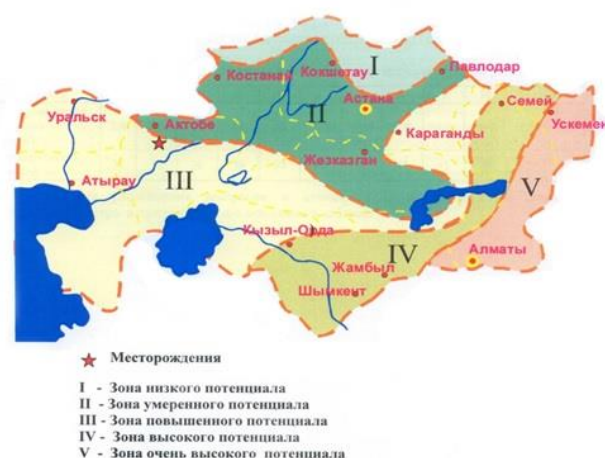 I
Кокшетау
Костанай
Павлодар
II
Астана
Семей
Уральск
Ускемен
Актобе
Караганды
Жезказган
III
V
Атырау
Кызыл-Орда
IV
Алматы
Жамбыл
Шымкент
Месторождения
I - Зона низкого потенциала
II - Зона умеренного потенциала
III - Зона повышенного потенциала
IV - Зона высокого потенциала
V - Зона очень высокого потенциала